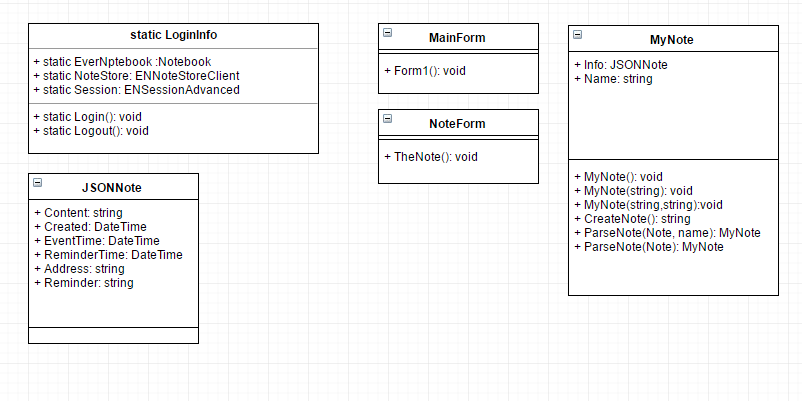 static LoginInfo
+ static EverNptebook :Notebook
+ static NoteStore: ENNoteStoreClient
+ static Session: ENSessionAdvanced
+ static Login(): void
+ static Logout(): void
MainForm
+ Form1(): void
NoteForm
+ TheNote(): void
MyNote
+ Info: JSONNote
+ Name: string
+ MyNote(): void
+ MyNote(string): void
+ MyNote(string,string):void
+ CreateNote(): string
+ ParseNote(Note, name): MyNote
+ ParseNote(Note): MyNote
JSONNote
+ Content: string
+ Created: DateTime
+ EventTime: DateTime
+ ReminderTime: DateTime
+ Address: string
+ Reminder: string